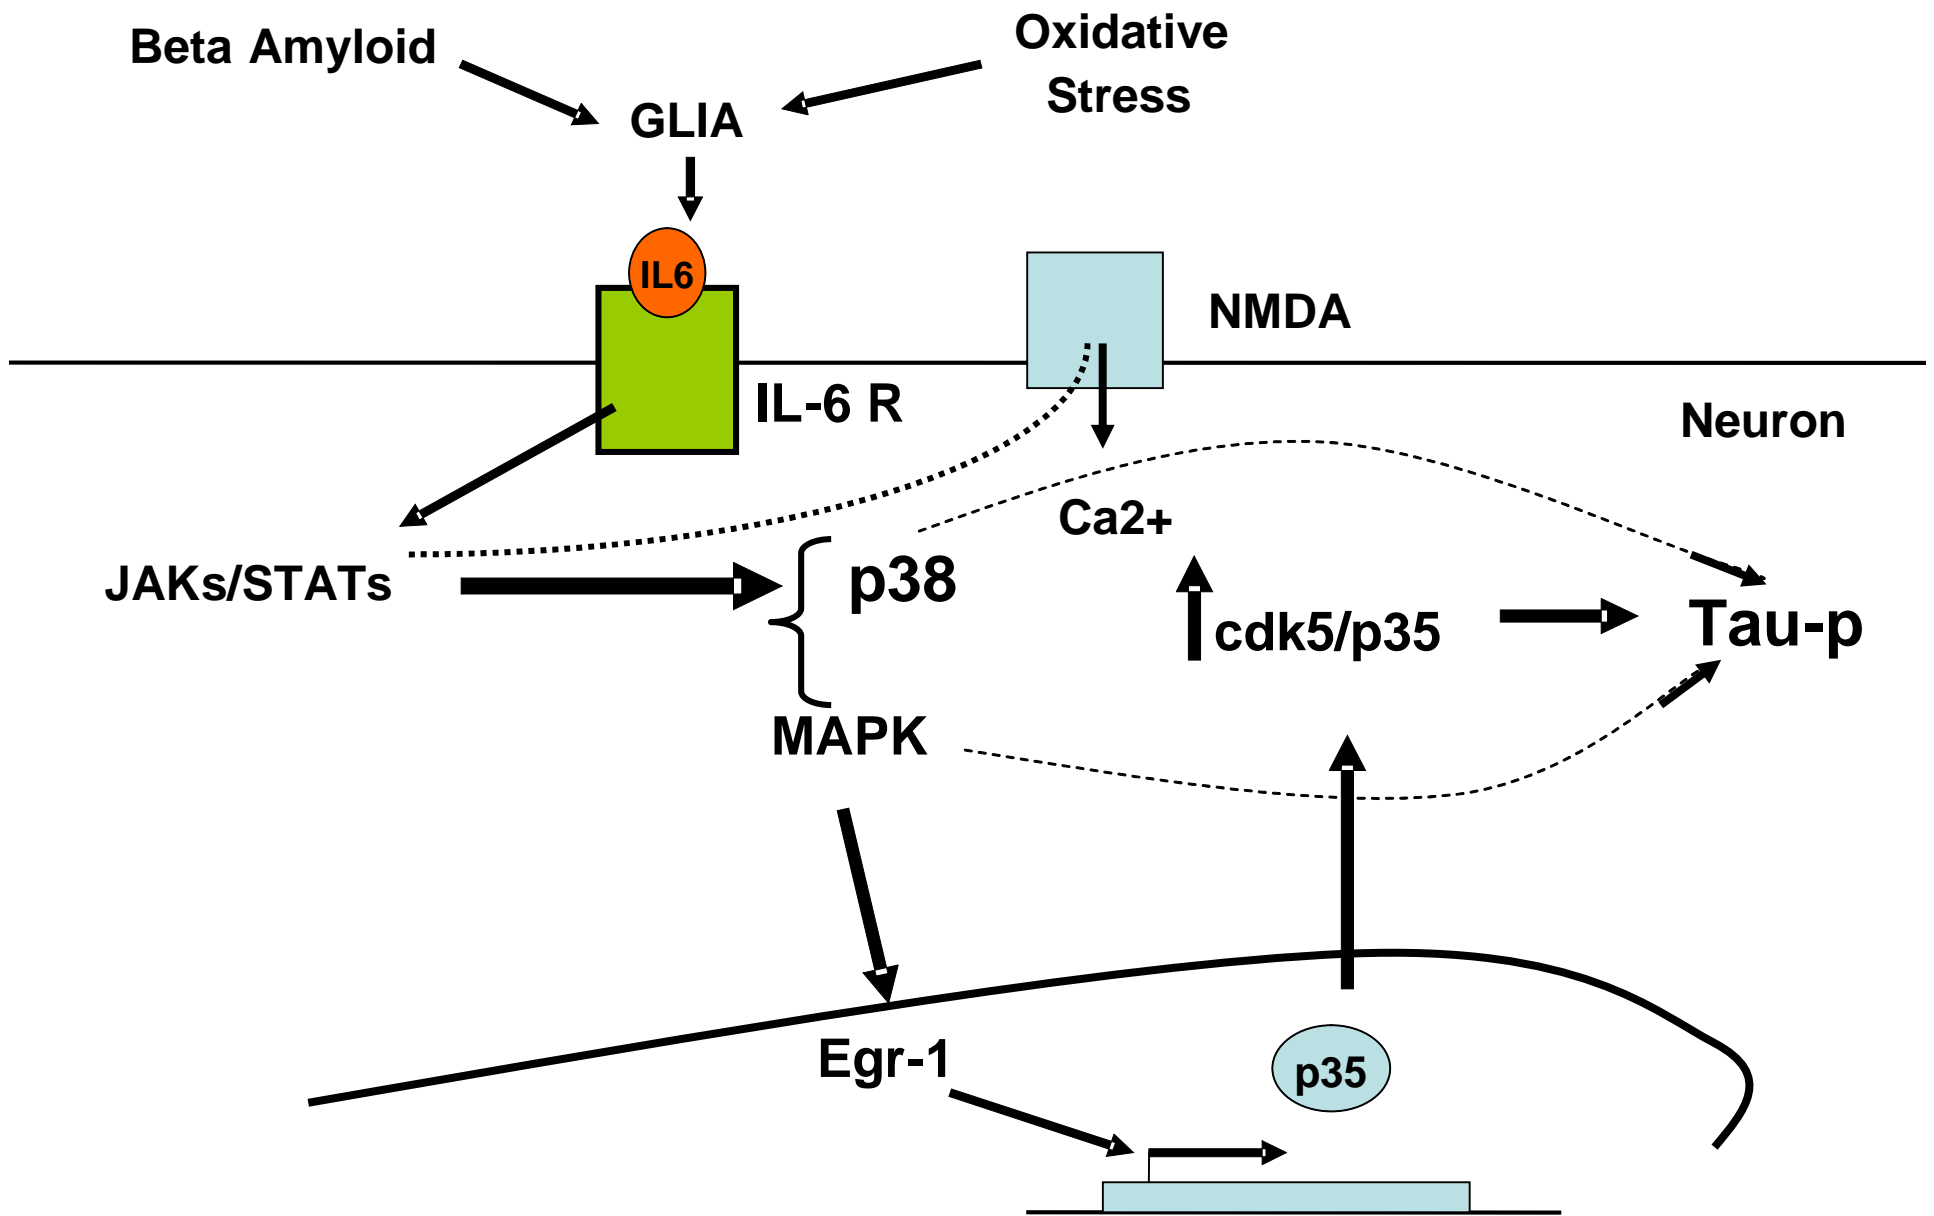 Beta Amyloid
Oxidative
Stress
GLIA
IL6
NMDA
IL-6 R
Neuron
Ca2+
JAKs/STATs
p38
cdk5/p35
Tau-p
MAPK
Egr-1
p35